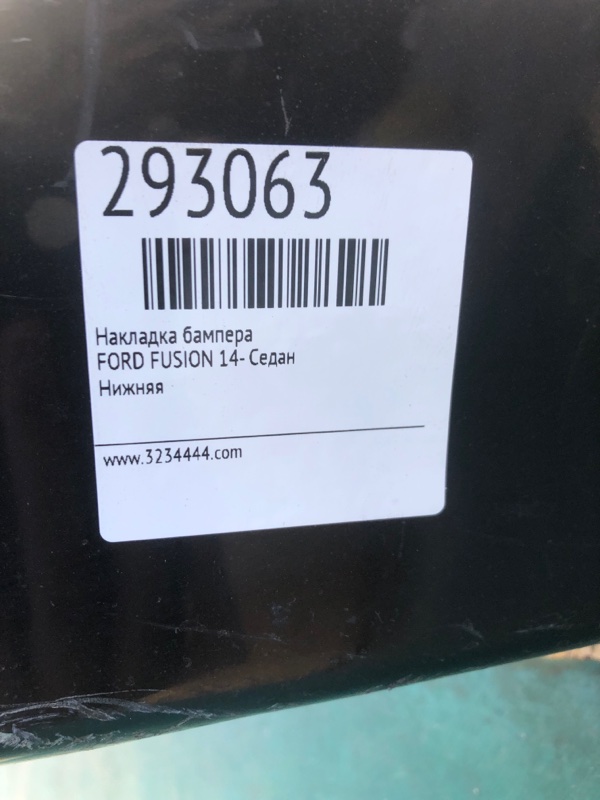 293063
Накладка бампера
FORD FUSION 14- Седан
Нижняя
www.3234444.com